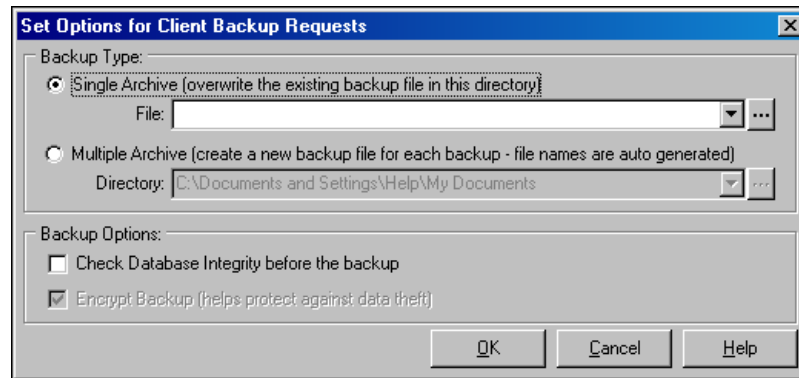 Set Options for Client Backup Requests
Backup Type:
Single Archive (overwrite the existing backup file in this directory)
File:
...
Multiple Archive (create a new backup file for each backup - file names are auto generated)
Directory: C:\Documents and Settings\Help\My Documents
...
Backup Options:
Check Database Integrity before the backup
Encrypt Backup (helps protect against data theft)
OK Cancel Help